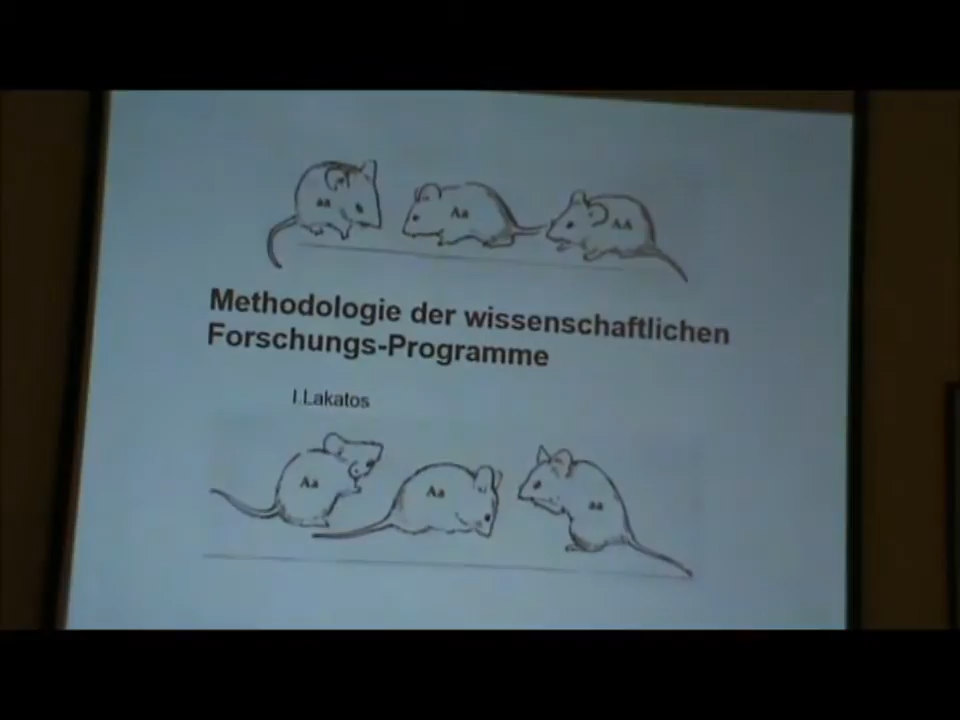 aa Aa AA
Methodologie der wissenschaftlichen
Forschungs-Programme
I.Lakatos
Aa Aa aa